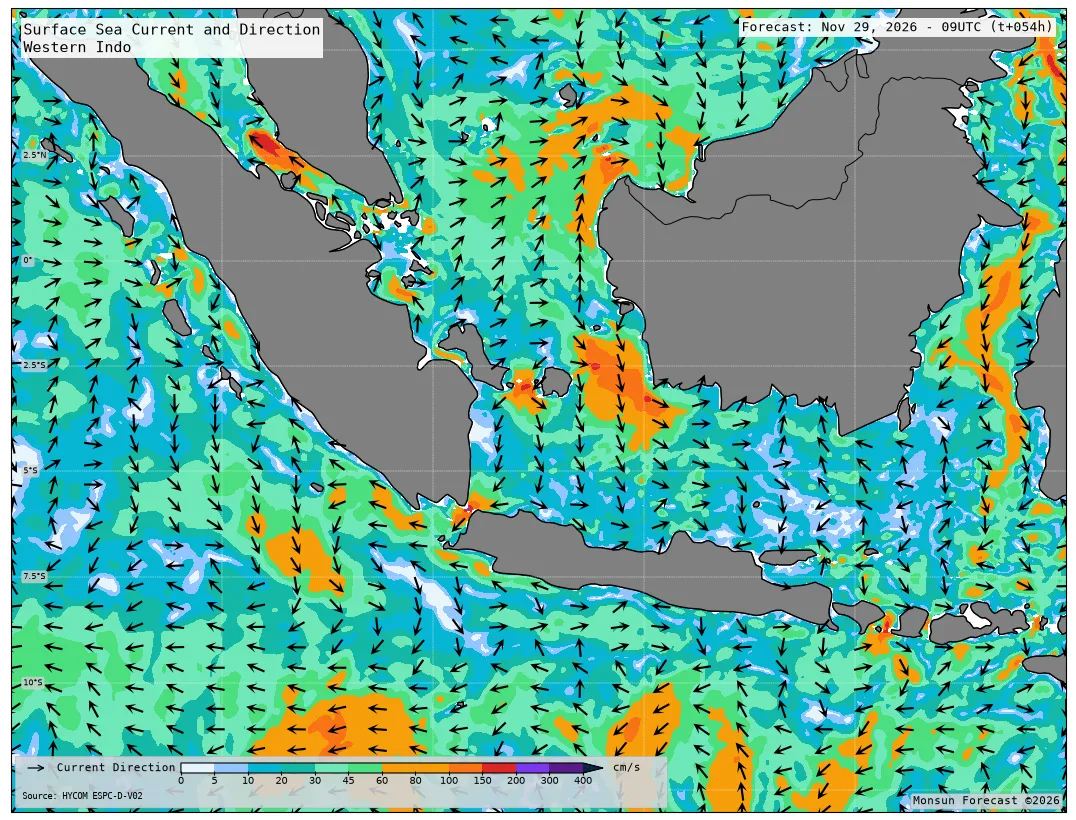 Surface Sea Current and Direction
Western Indo
Forecast: Nov 29, 2026 - 09UTC (t+054h)
2.5°N
0°
2.5°S
5°S
7.5°S
10°S
Current Direction
0 5 10 20 30 45 60 80 100 150 200 300 400
cm/s
Source: HYCOM ESPC-D-V02
Monsun Forecast ©2026